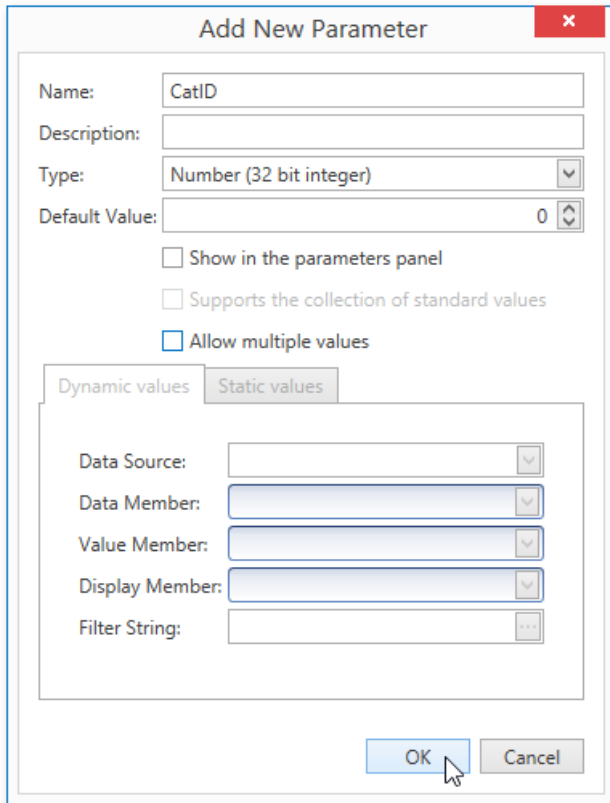 Add New Parameter
Name: CatID
Description:
Type: Number (32 bit integer)
Default Value: 0
Show in the parameters panel
Supports the collection of standard values
Allow multiple values
Dynamic values Static values
Data Source:
Data Member:
Value Member:
Display Member:
Filter String:
OK Cancel